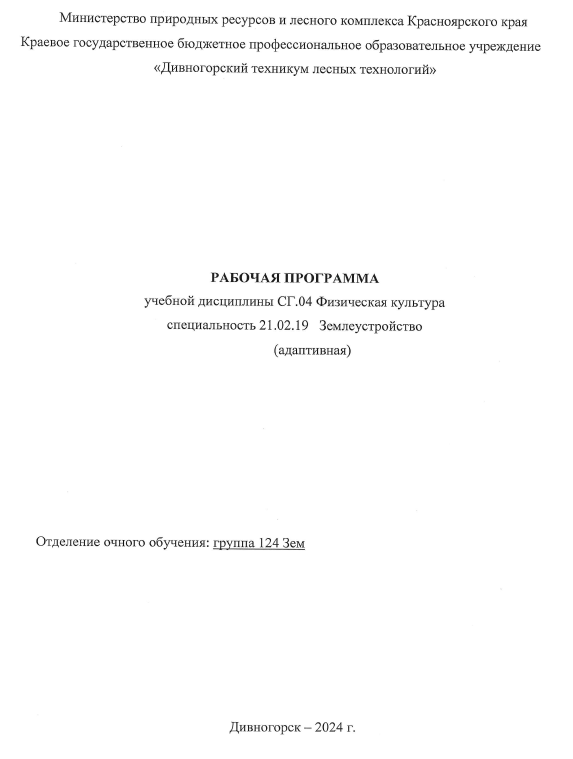 Министерство природных ресурсов и лесного комплекса Красноярского края
Краевое государственное бюджетное профессиональное образовательное учреждение
«Дивногорский техникум лесных технологий»
РАБОЧАЯ ПРОГРАММА
учебной дисциплины СГ.04 Физическая культура
специальность 21.02.19 Землеустройство
(адаптивная)
Отделение очного обучения: группа 124 Зем
Дивногорск – 2024 г.